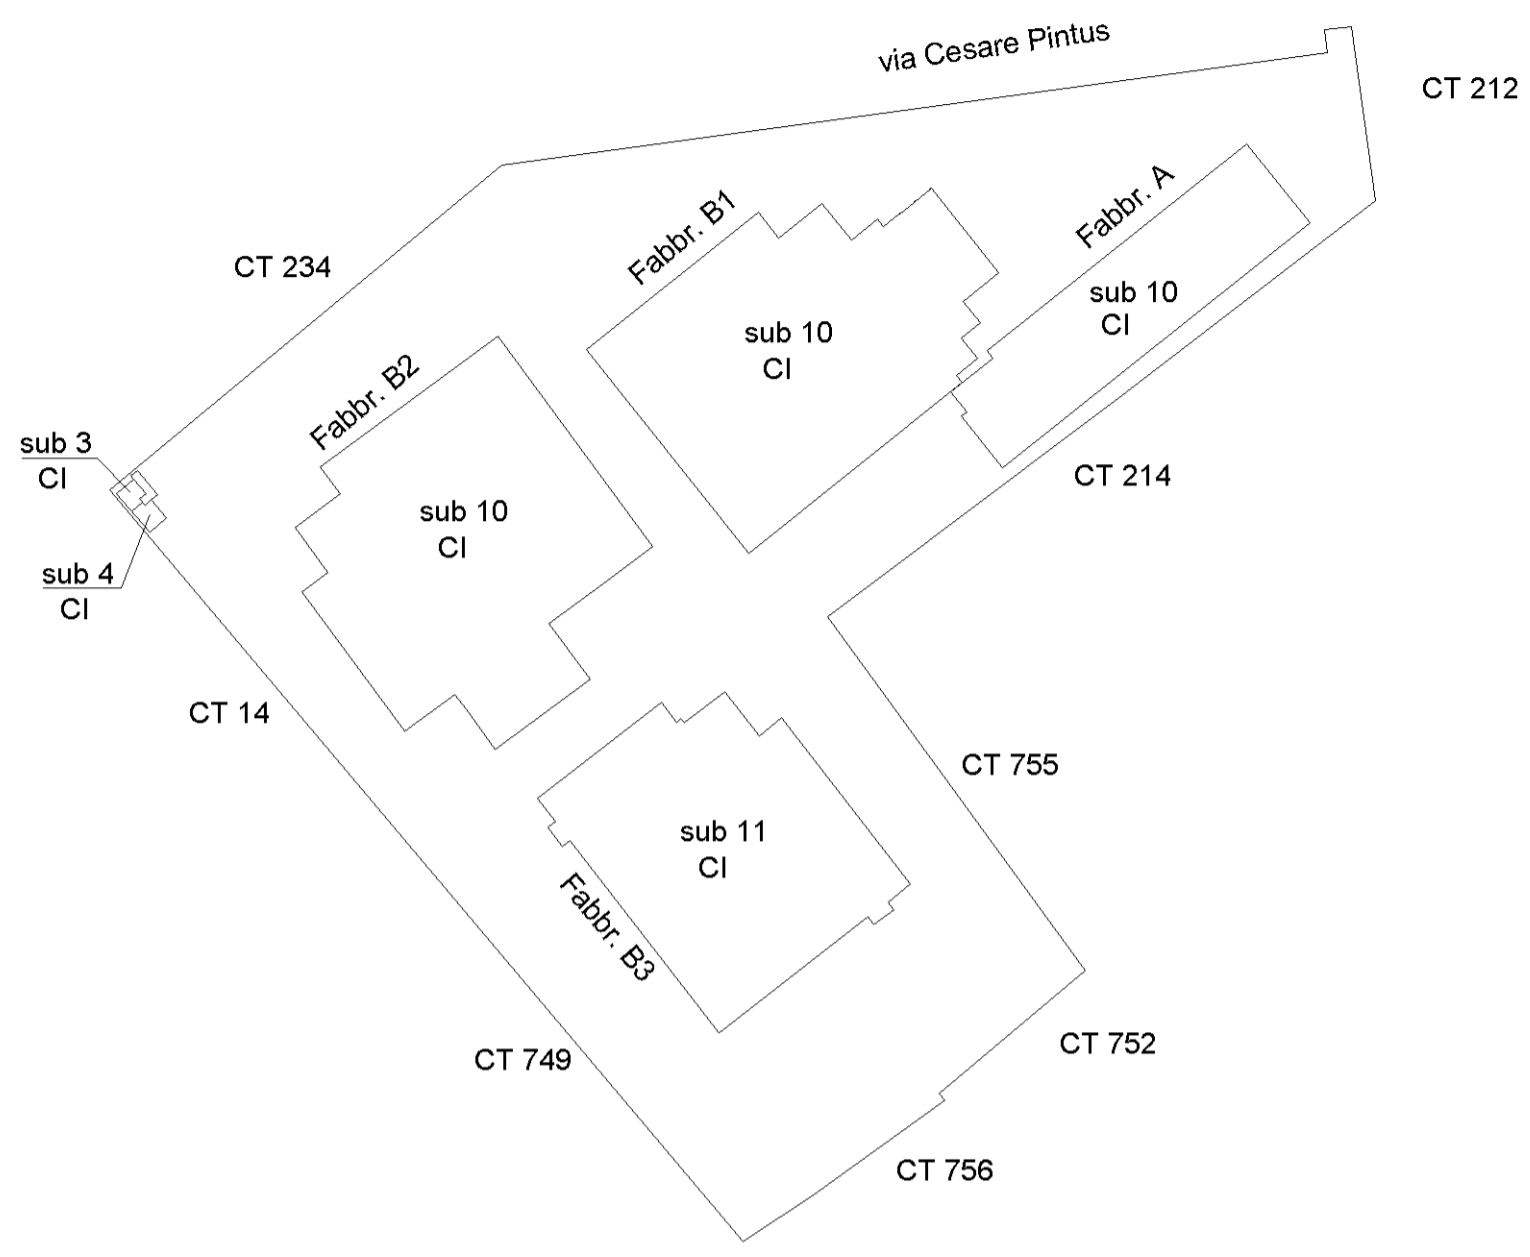 via Cesare Pintus
CT 212
Fabbr. A
Fabbr. B1
CT 234
sub 10
CI
sub 10
CI
Fabbr. B2
sub 3
CI
CT 214
sub 10
CI
sub 4
CI
CT 14
CT 755
sub 11
CI
Fabbr. B3
CT 752
CT 749
CT 756